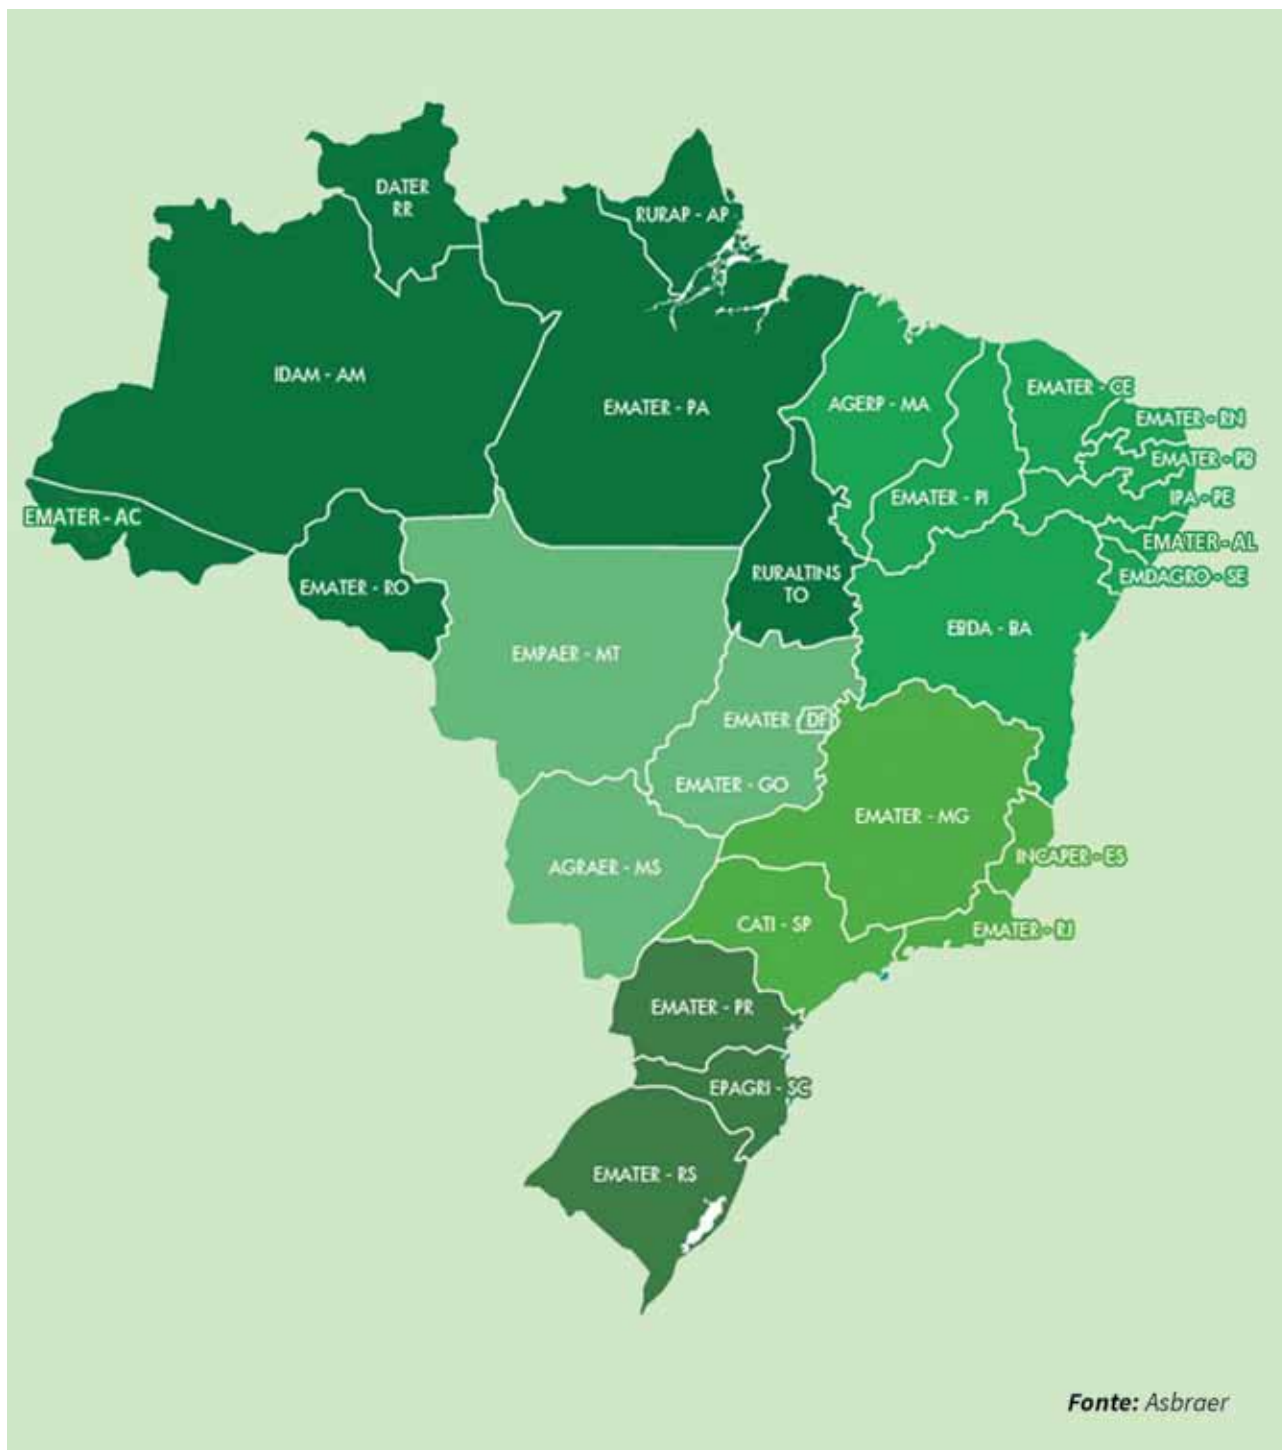 DATER
RR
RURAP - AP
IDAM - AM
EMATER - PA
AGERP - MA
EMATER - CE
EMATER - RN
EMATER - PB
EMATER - PI
IPA - PE
EMATER - AC
EMATER - AL
EMATER - RO
RURALTINS
TO
EMDAGRO - SE
EBDA - BA
EMPAER - MT
EMATER DF
EMATER - GO
EMATER - MG
INCAPER - ES
AGRAER - MS
CATI - SP
EMATER - RJ
EMATER - PR
EPAGRI - SC
EMATER - RS
Fonte: Asbraer